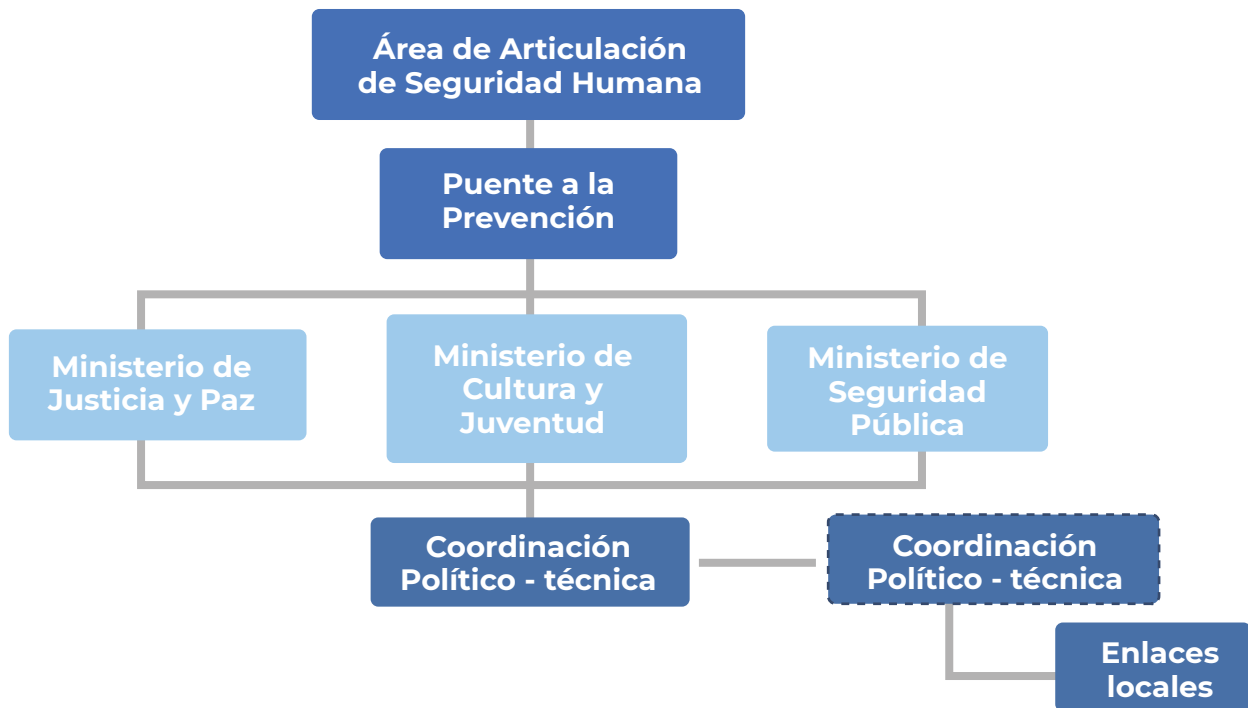 Área de Articulación
de Seguridad Humana
Puente a la
Prevención
Ministerio de
Justicia y Paz
Ministerio de
Cultura y
Juventud
Ministerio de
Seguridad
Pública
Coordinación
Político - técnica
Coordinación
Político - técnica
Enlaces
locales